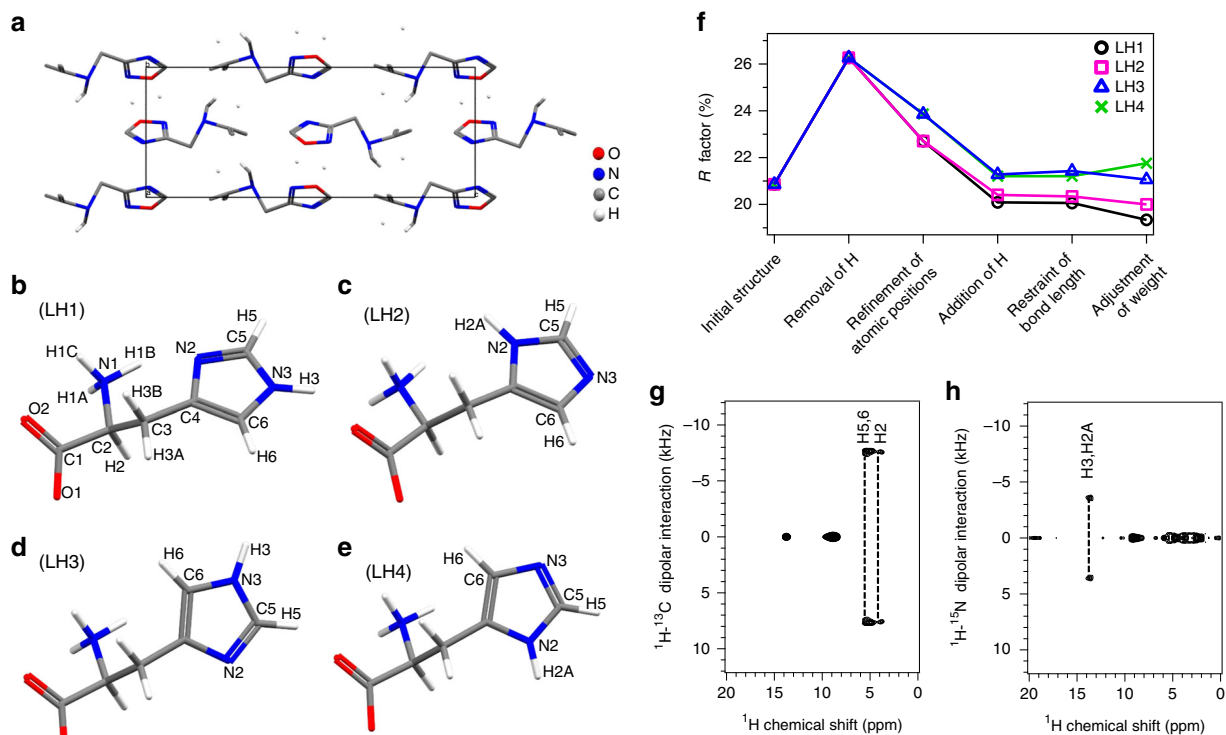 a
O
N
C
H
b
(LH1)
H5
C5
N2
H1C
N1
H1B
N3
H3
H1A
H3B
O2
C3
C4
C6
C1
C2
H3A
H6
H2
O1
c
(LH2)
H5
H2A
C5
N2
N3
C6
H6
d
(LH3)
H3
H6
C6
N3
C5
H5
N2
e
(LH4)
H6
N3
C6
C5
H5
N2
H2A
f
R factor (%)
26
24
22
20
LH1
LH2
LH3
LH4
Initial structure
Removal of H
Refinement of
atomic positions
Addition of H
Restraint of
bond length
Adjustment
of weight
g
¹H-¹³C dipolar interaction (kHz)
−10
−5
0
5
10
H5,6
H2
20 15 10 5 0
¹H chemical shift (ppm)
h
¹H-¹⁵N dipolar interaction (kHz)
−10
−5
0
5
10
H3,H2A
20 15 10 5 0
¹H chemical shift (ppm)